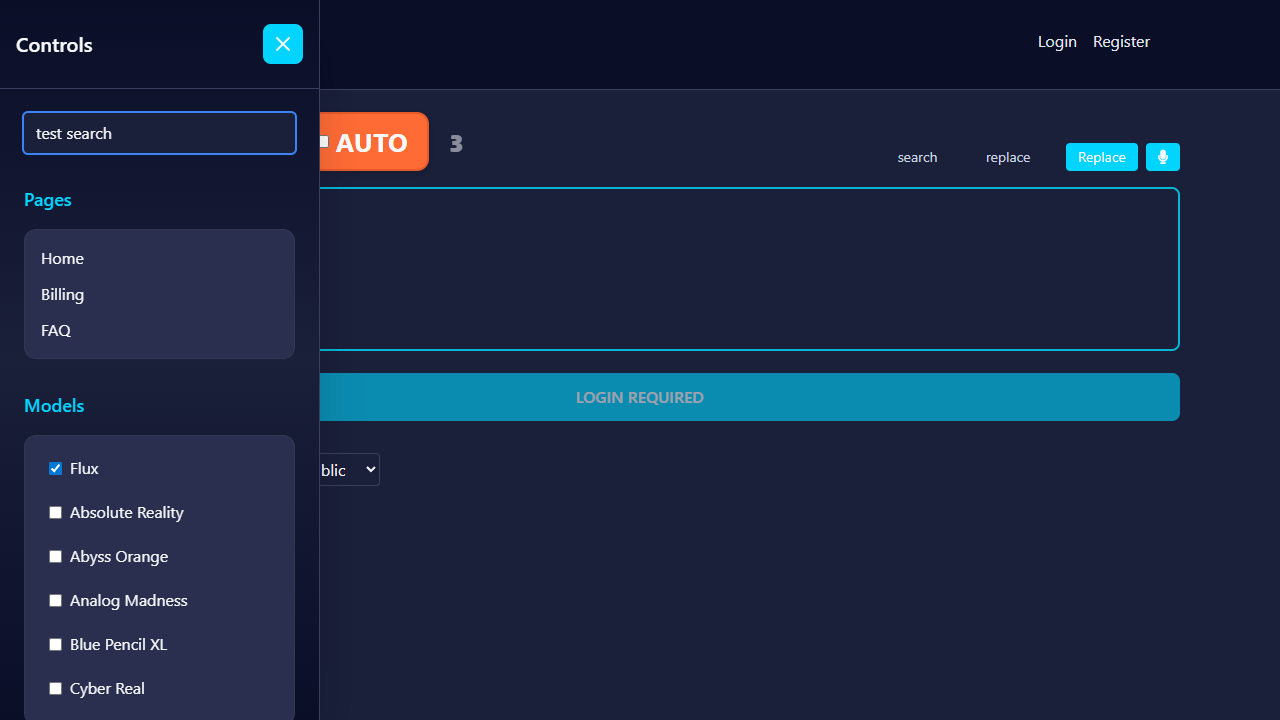 Controls
Login
Register
test search
AUTO
3
search
replace
Replace
Pages
Home
Billing
FAQ
LOGIN REQUIRED
Models
blic
Flux
Absolute Reality
Abyss Orange
Analog Madness
Blue Pencil XL
Cyber Real